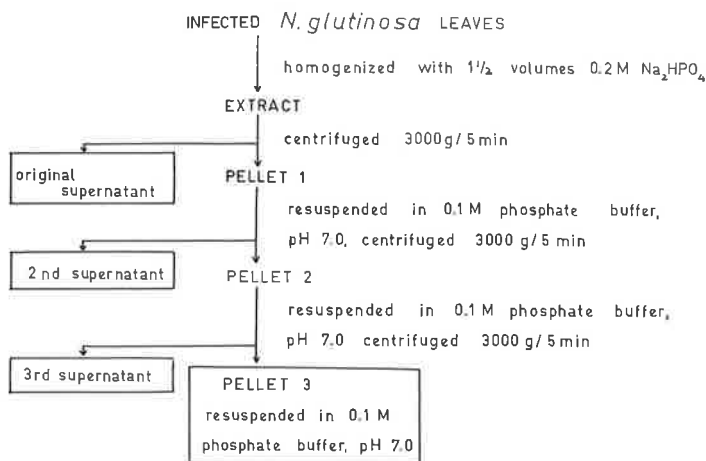 INFECTED N. glutinosa LEAVES
homogenized with 1½ volumes 0.2 M Na₂HPO₄
EXTRACT
centrifuged 3000g/5 min
original
supernatant
PELLET 1
resuspended in 0.1 M phosphate buffer,
pH 7.0, centrifuged 3000 g/5 min
2nd supernatant
PELLET 2
resuspended in 0.1 M phosphate buffer,
pH 7.0 centrifuged 3000 g/5 min
3rd supernatant
PELLET 3
resuspended in 0.1 M
phosphate buffer, pH 7.0